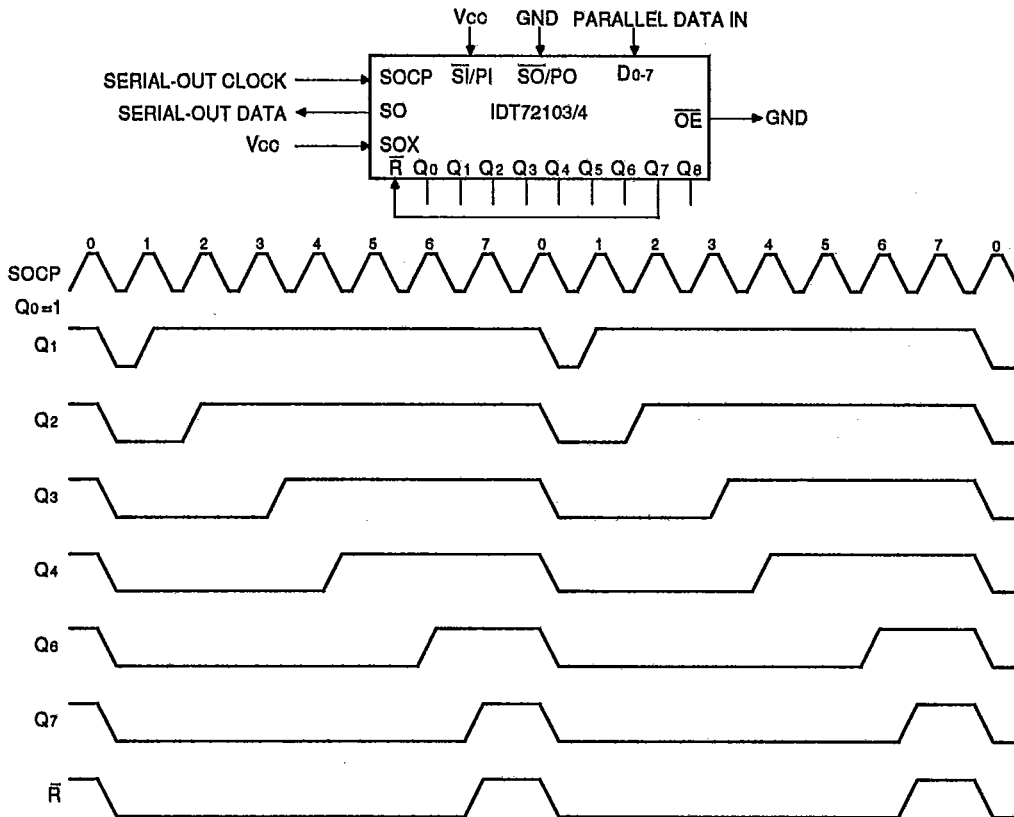 Vcc GND PARALLEL DATA IN
SERIAL-OUT CLOCK SOCP S̅I̅/PI S̅O̅/PO D0-7
SERIAL-OUT DATA SO IDT72103/4 O̅E̅ GND
Vcc SOX
R̅ Q0 Q1 Q2 Q3 Q4 Q5 Q6 Q7 Q8
0 1 2 3 4 5 6 7 0 1 2 3 4 5 6 7 0
SOCP
Q0=1
Q1
Q2
Q3
Q4
Q6
Q7
R̅